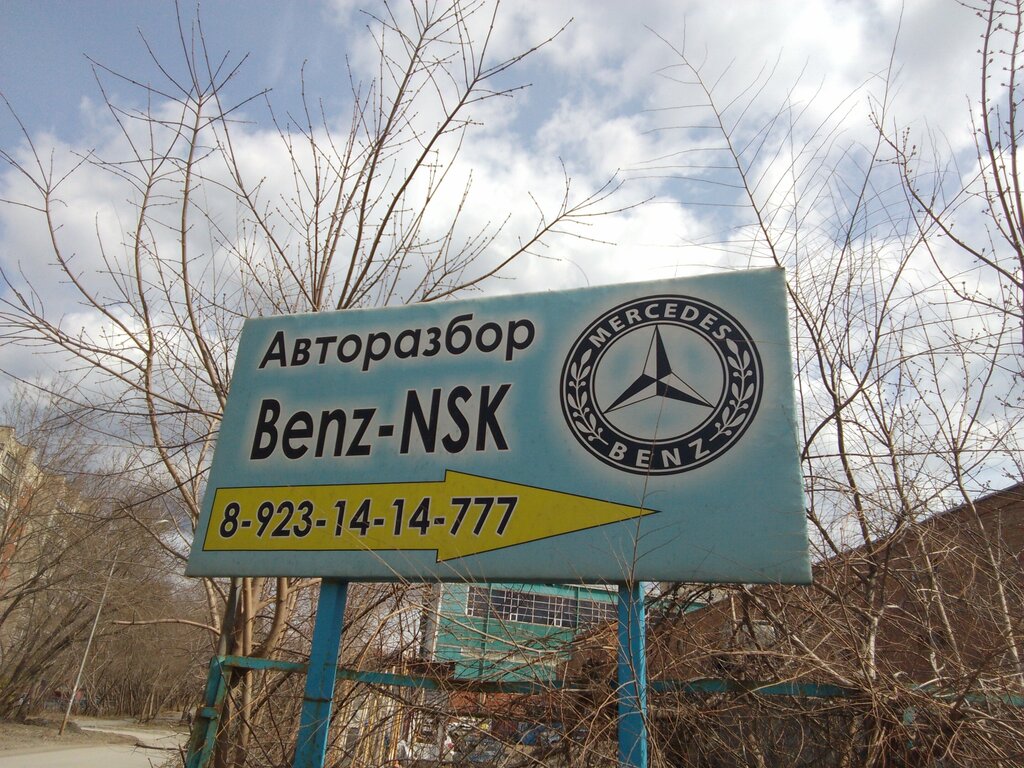 Авторазбор
Benz-NSK
8-923-14-14-777
MERCEDES
BENZ